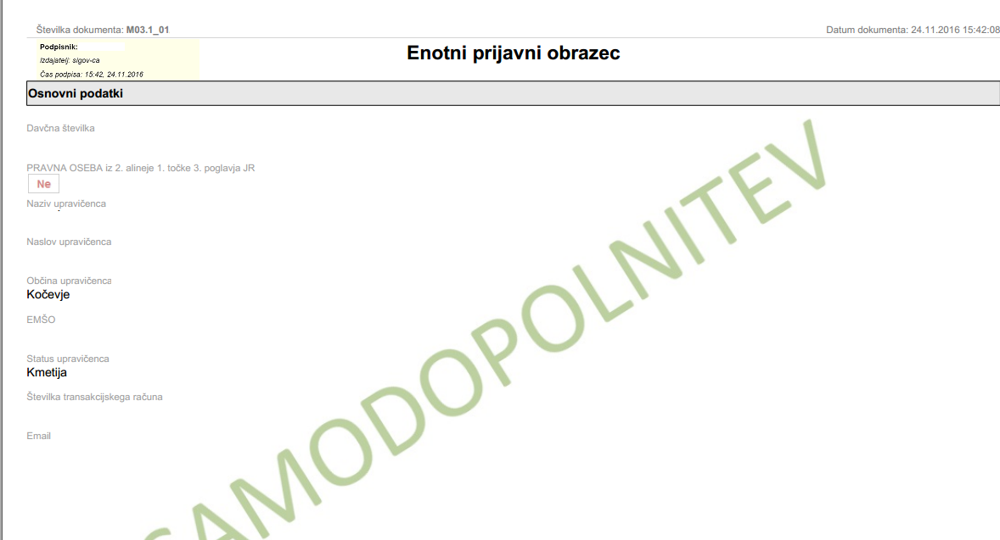 Številka dokumenta: M03.1_01
Datum dokumenta: 24.11.2016 15:42:08
Podpisnik:
Izdajatelj: sigov-ca
Čas podpisa: 15:42, 24.11.2016
Enotni prijavni obrazec
Osnovni podatki
Davčna številka
PRAVNA OSEBA iz 2. alineje 1. točke 3. poglavja JR
Ne
Naziv upravičenca
Naslov upravičenca
Občina upravičenca
Kočevje
EMŠO
Status upravičenca
Kmetija
Številka transakcijskega računa
Email
SAMODOPOLNITEV